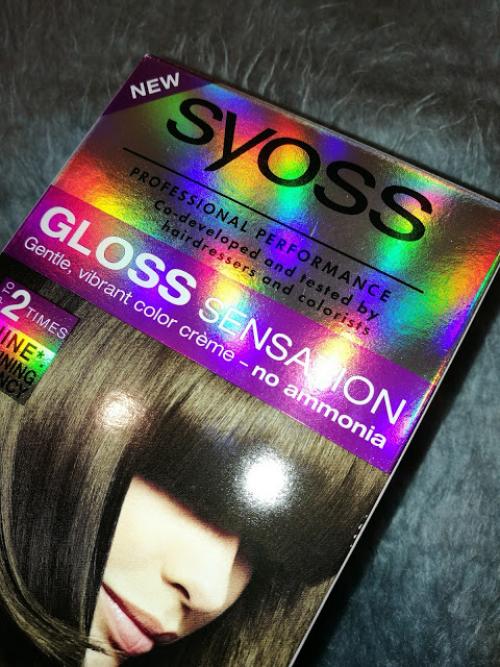 NEW
syoss
PROFESSIONAL PERFORMANCE
Co-developed and tested by
hairdressers and colorists
GLOSS SENSATION
Gentle, vibrant color crème – no ammonia
2 TIMES